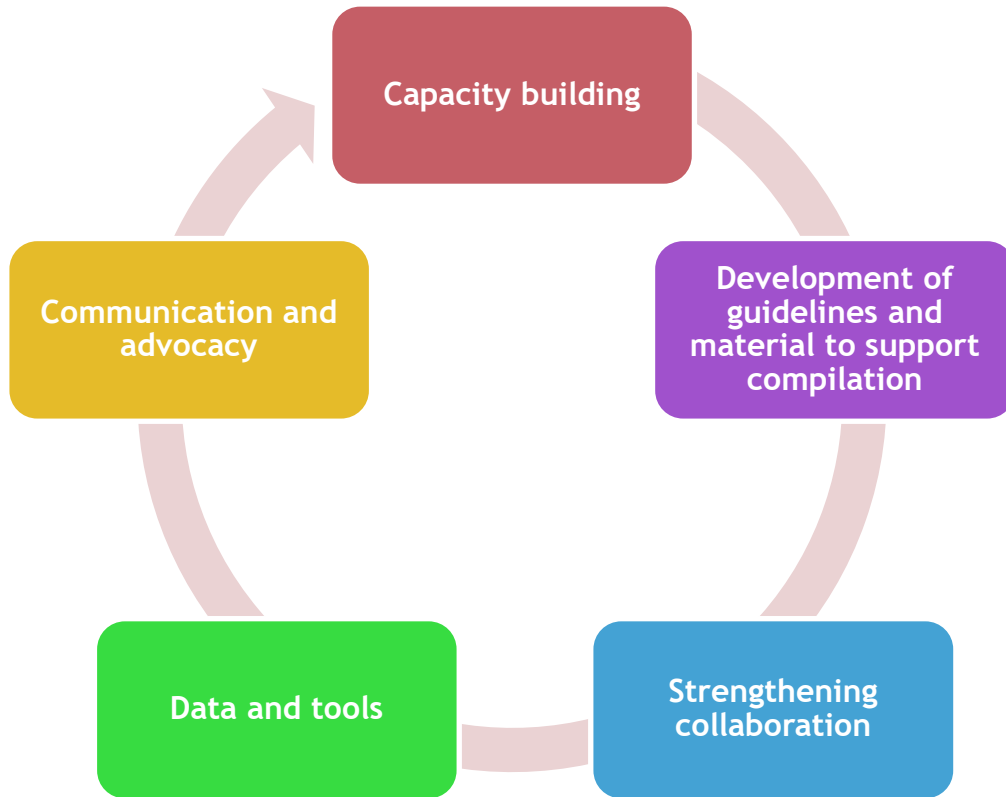 Capacity building
Development of
guidelines and
material to support
compilation
Strengthening
collaboration
Data and tools
Communication and
advocacy